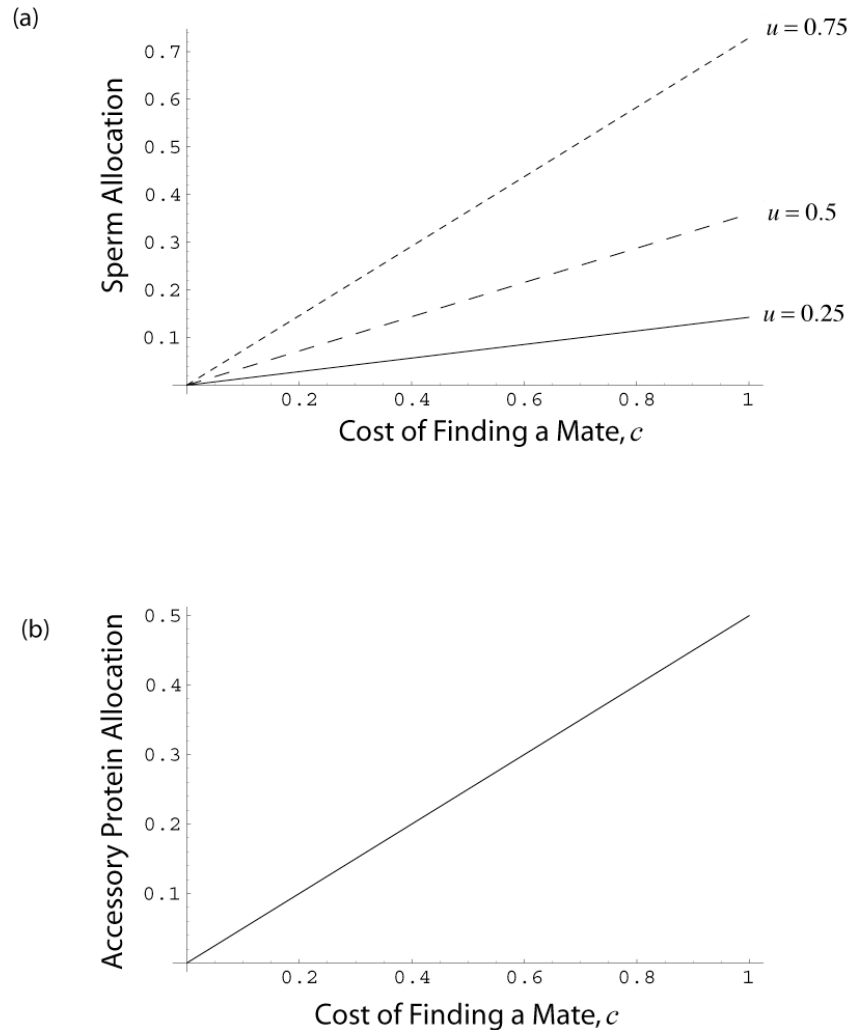 (a)
Sperm Allocation
0.7
0.6
0.5
0.4
0.3
0.2
0.1
u = 0.75
u = 0.5
u = 0.25
0.2 0.4 0.6 0.8 1
Cost of Finding a Mate, c
(b)
Accessory Protein Allocation
0.5
0.4
0.3
0.2
0.1
0.2 0.4 0.6 0.8 1
Cost of Finding a Mate, c